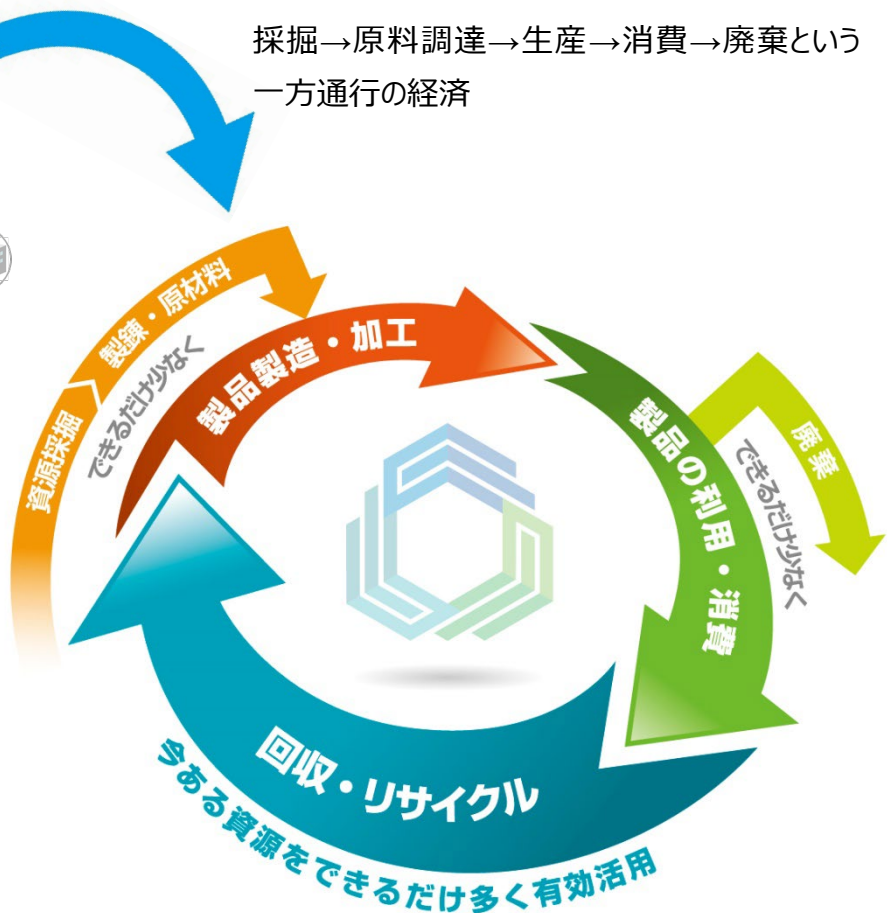 採掘→原料調達→生産→消費→廃棄という
一方通行の経済
資源採掘
製錬・原材料
できるだけ少なく
製品製造・加工
製品の利用・消費
廃棄
できるだけ少なく
回収・リサイクル
今ある資源をできるだけ多く有効活用